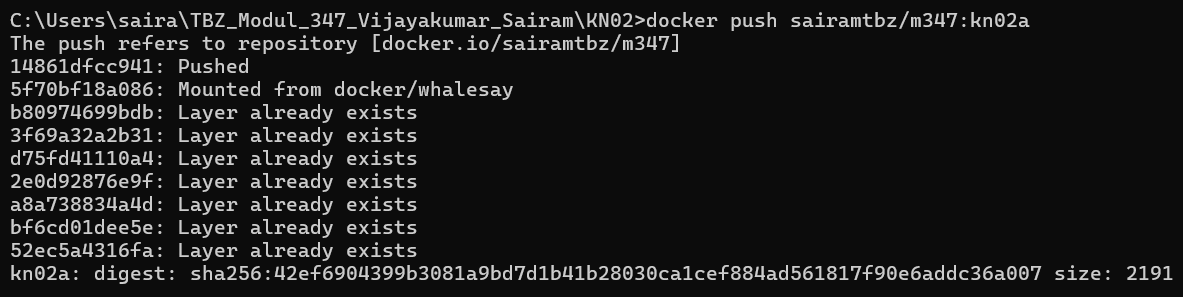 C:\Users\saira\TBZ_Modul_347_Vijayakumar_Sairam\KN02>docker push sairamtbz/m347:kn02a
The push refers to repository [docker.io/sairamtbz/m347]
14861dfcc941: Pushed
5f70bf18a086: Mounted from docker/whalesay
b80974699bdb: Layer already exists
3f69a32a2b31: Layer already exists
d75fd41110a4: Layer already exists
2e0d92876e9f: Layer already exists
a8a738834a4d: Layer already exists
bf6cd01dee5e: Layer already exists
52ec5a4316fa: Layer already exists
kn02a: digest: sha256:42ef6904399b3081a9bd7d1b41b28030ca1cef884ad561817f90e6addc36a007 size: 2191